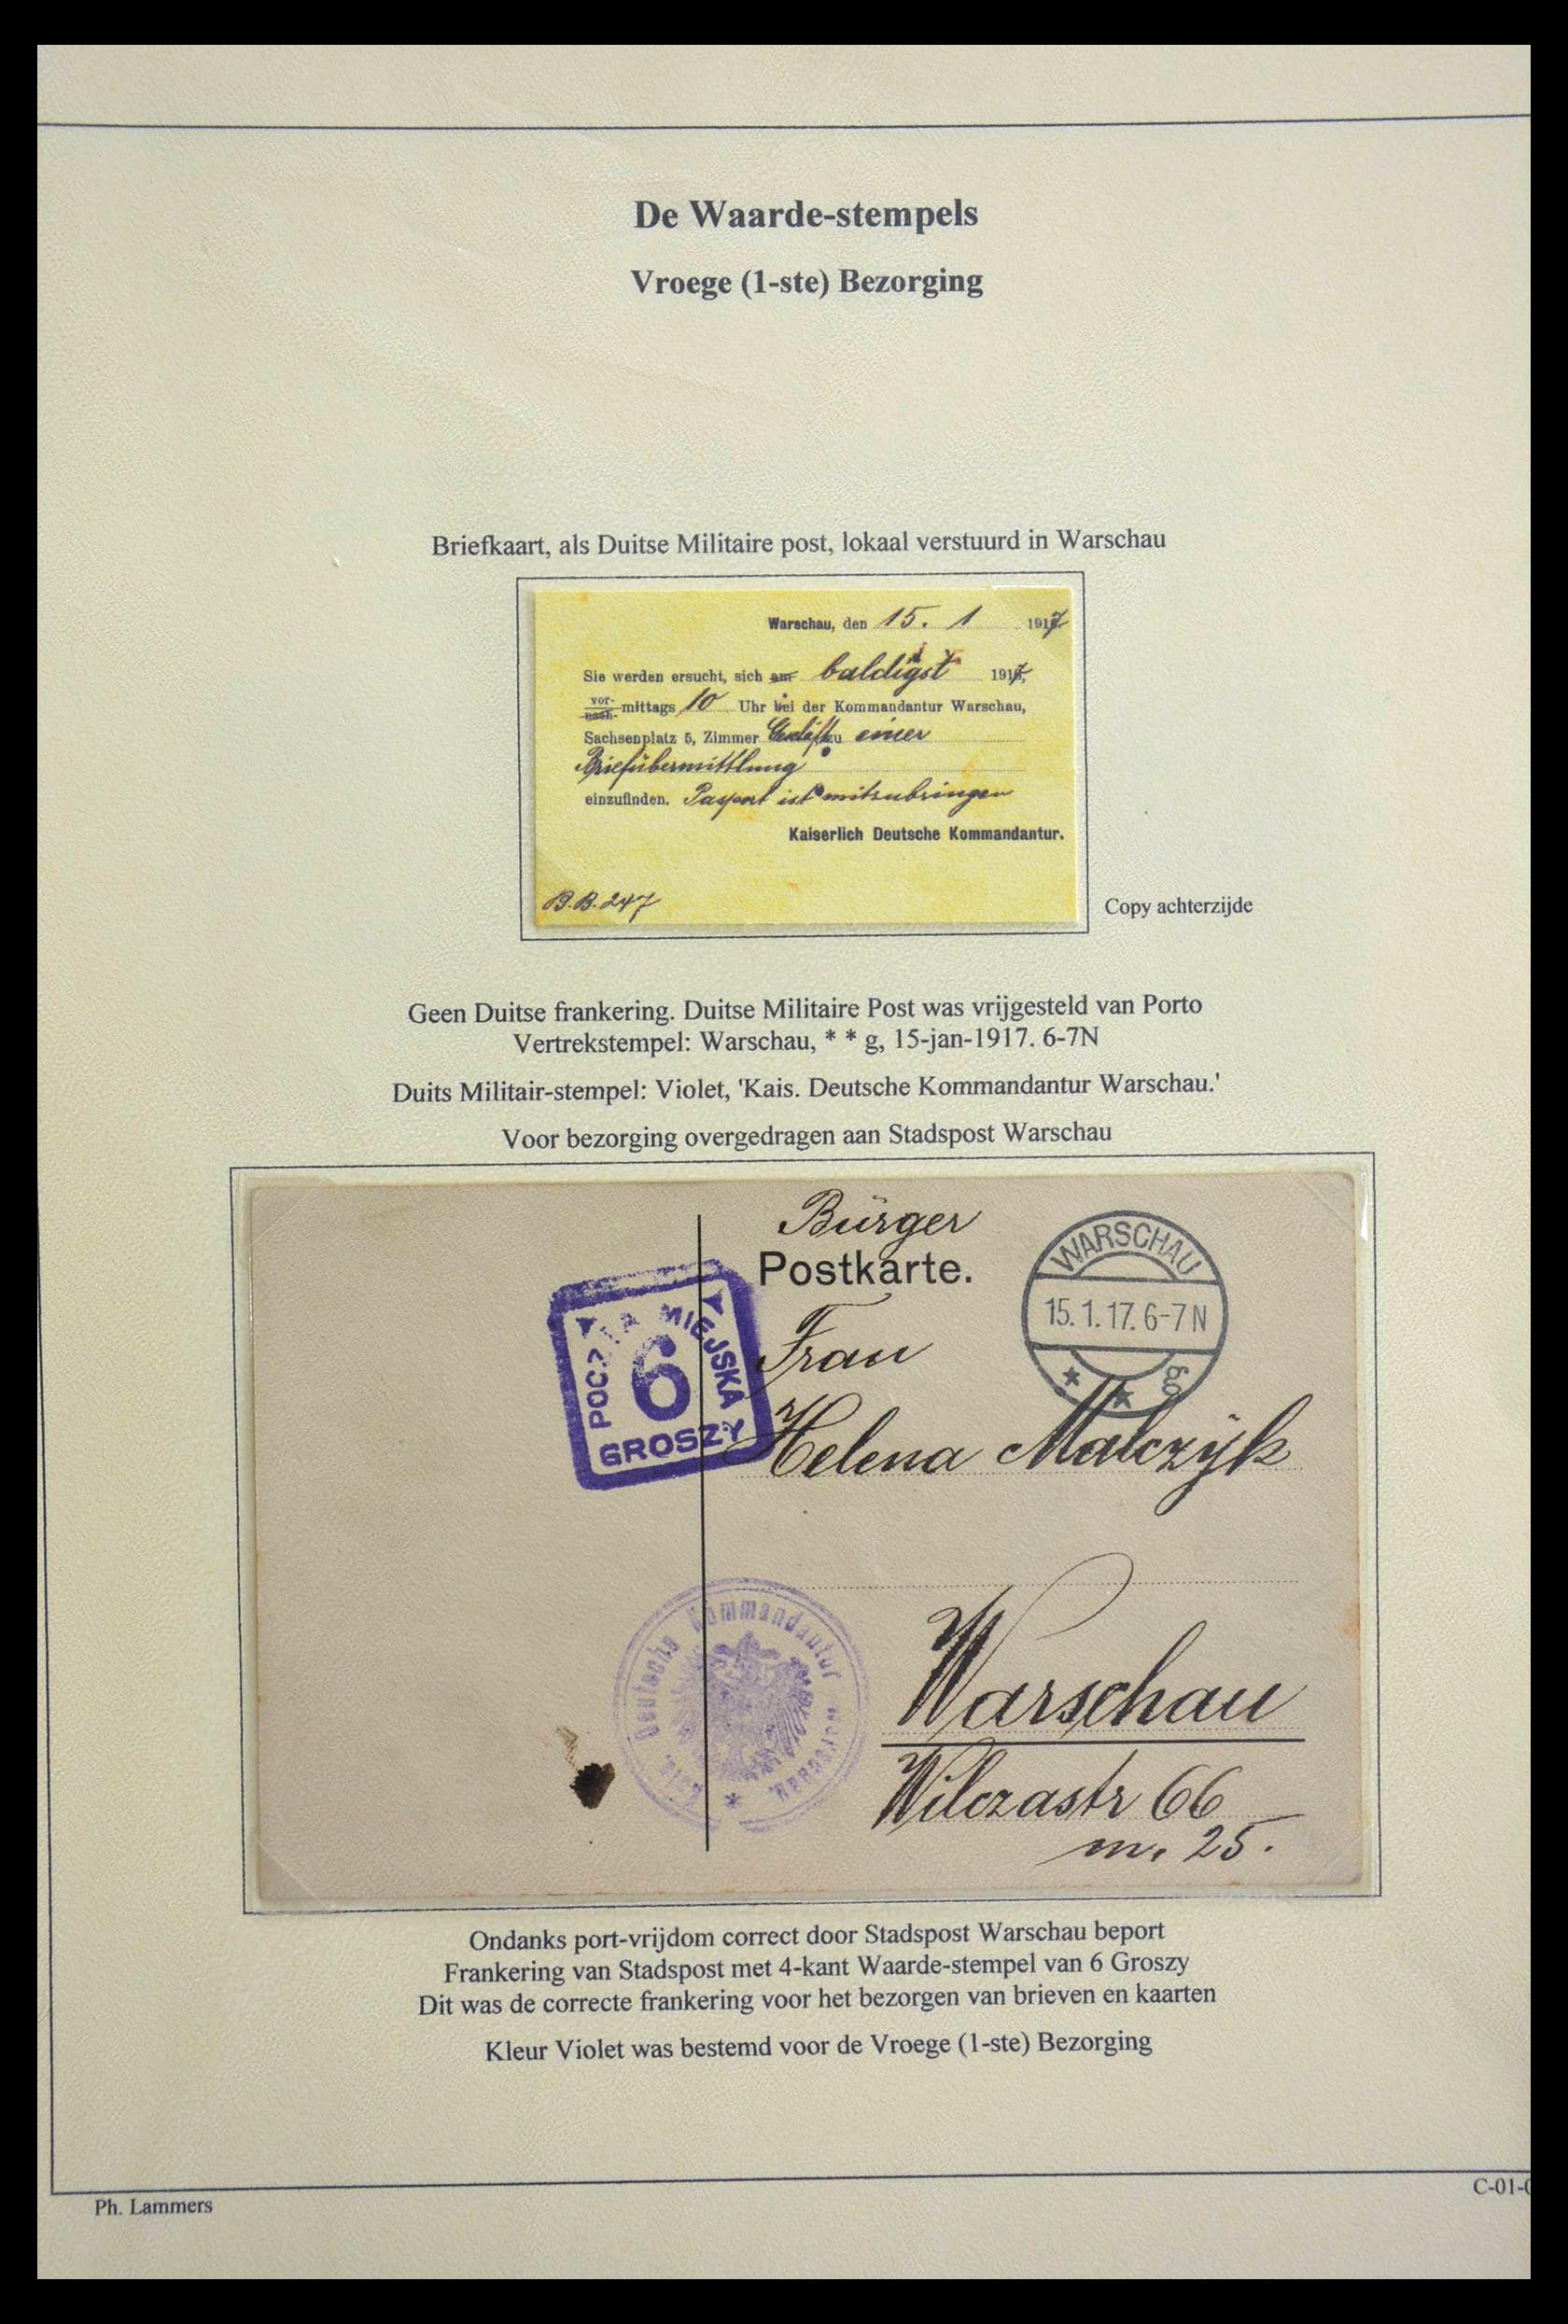 De Waarde-stempels
Vroege (1-ste) Bezorging
Briefkaart, als Duitse Militaire post, lokaal verstuurd in Warschau
Warschau, den 15. 1 1917
Sie werden ersucht, sich am baldigst 1917,
vor-
nach- mittags 10 Uhr bei der Kommandantur Warschau,
Sachsenplatz 5, Zimmer zu einer
Briefübermittlung
einzufinden. Passport ist mitzubringen
Kaiserlich Deutsche Kommandantur.
B.B. 247
Copy achterzijde
Geen Duitse frankering. Duitse Militaire Post was vrijgesteld van Porto
Vertrekstempel: Warschau, * * g, 15-jan-1917. 6-7N
Duits Militair-stempel: Violet, 'Kais. Deutsche Kommandantur Warschau.'
Voor bezorging overgedragen aan Stadspost Warschau
Bürger
Postkarte.
WARSCHAU
15.1.17. 6-7N
* * g
POCZTA MIEJSKA
6
GROSZY
Frau
Helena Malczyk
Kais. Deutsche Kommandantur Warschau. *
Warschau
Wilczastr 66
m. 25.
Ondanks port-vrijdom correct door Stadspost Warschau beport
Frankering van Stadspost met 4-kant Waarde-stempel van 6 Groszy
Dit was de correcte frankering voor het bezorgen van brieven en kaarten
Kleur Violet was bestemd voor de Vroege (1-ste) Bezorging
Ph. Lammers
C-01-0